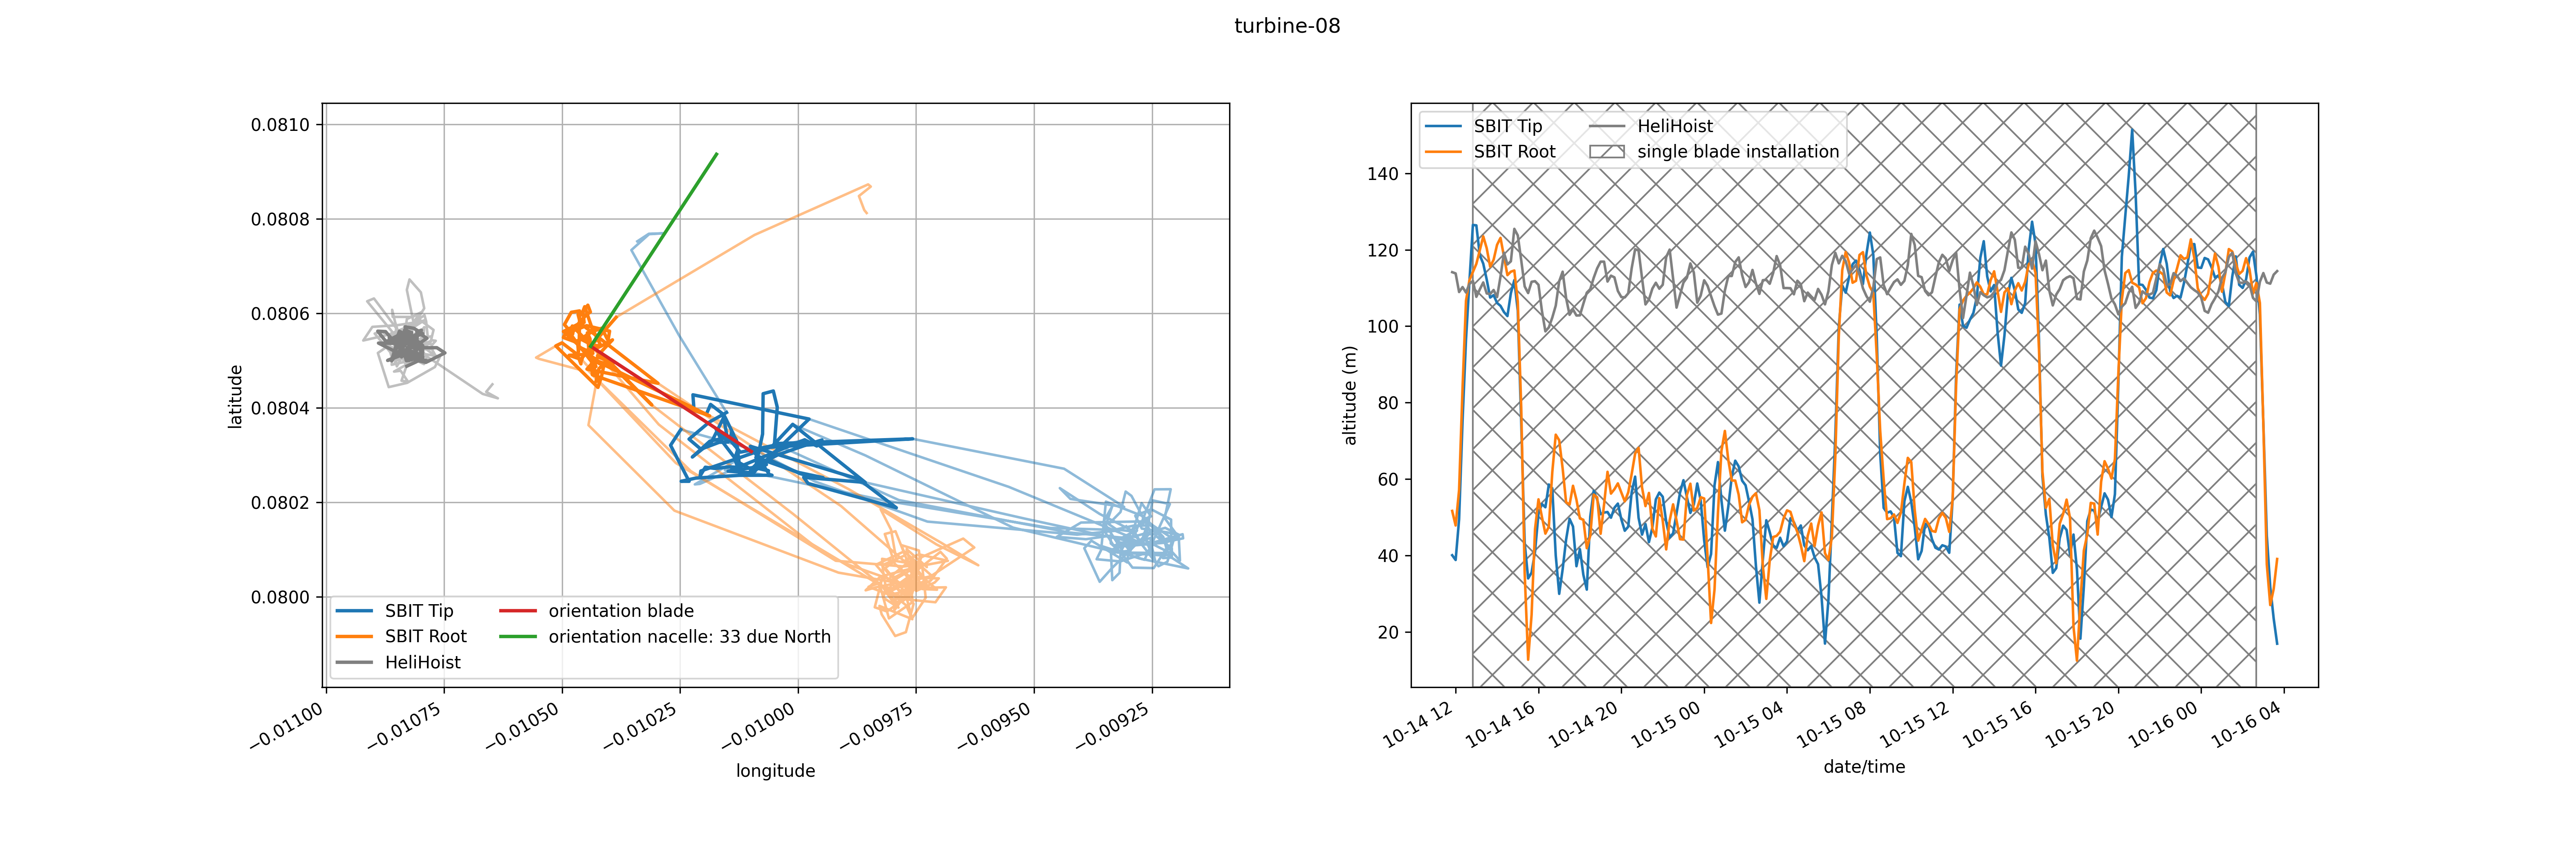 turbine-08
0.0810
0.0808
0.0806
0.0804
0.0802
0.0800
latitude
SBIT Tip
SBIT Root
HeliHoist
orientation blade
orientation nacelle: 33 due North
−0.01100
−0.01075
−0.01050
−0.01025
−0.01000
−0.00975
−0.00950
−0.00925
longitude
140
120
100
80
60
40
20
altitude (m)
SBIT Tip
SBIT Root
HeliHoist
single blade installation
10-14 12
10-14 16
10-14 20
10-15 00
10-15 04
10-15 08
10-15 12
10-15 16
10-15 20
10-16 00
10-16 04
date/time